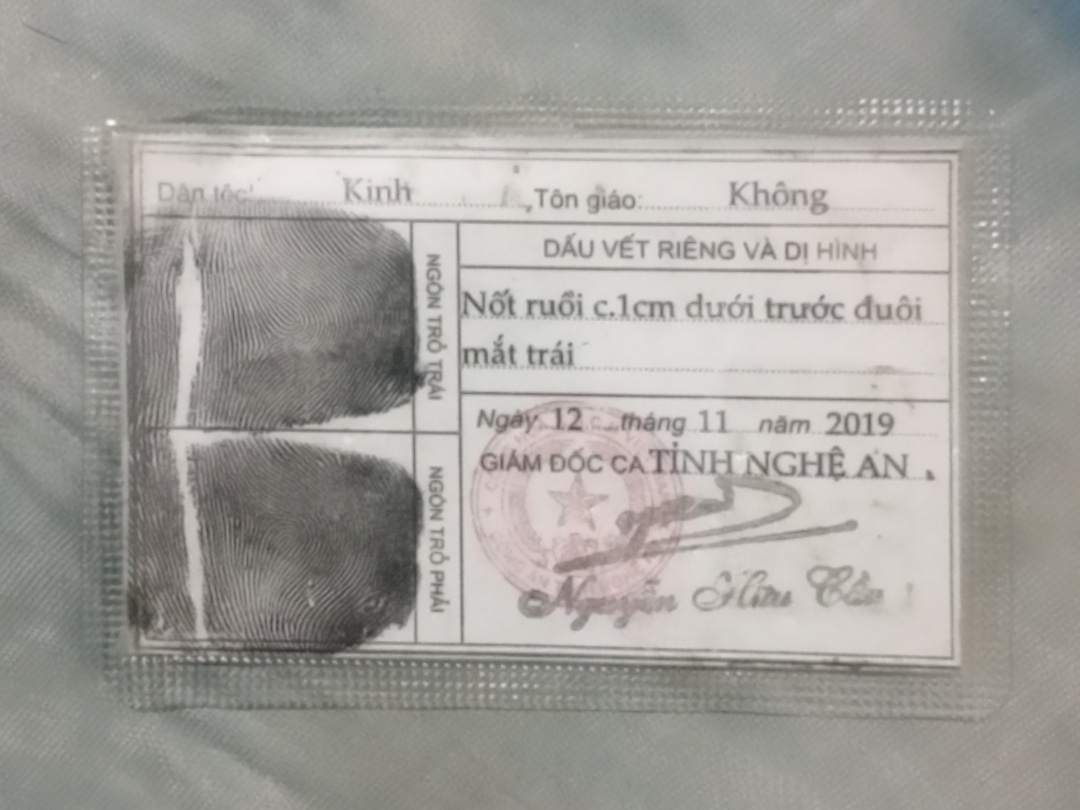 Dân tộc: Kinh, Tôn giáo: Không
NGÓN TRỎ TRÁI
NGÓN TRỎ PHẢI
DẤU VẾT RIÊNG VÀ DỊ HÌNH
Nốt ruồi c.1cm dưới trước đuôi
mắt trái
Ngày 12 tháng 11 năm 2019
GIÁM ĐỐC CA TỈNH NGHỆ AN
Nguyễn Hữu Cầu